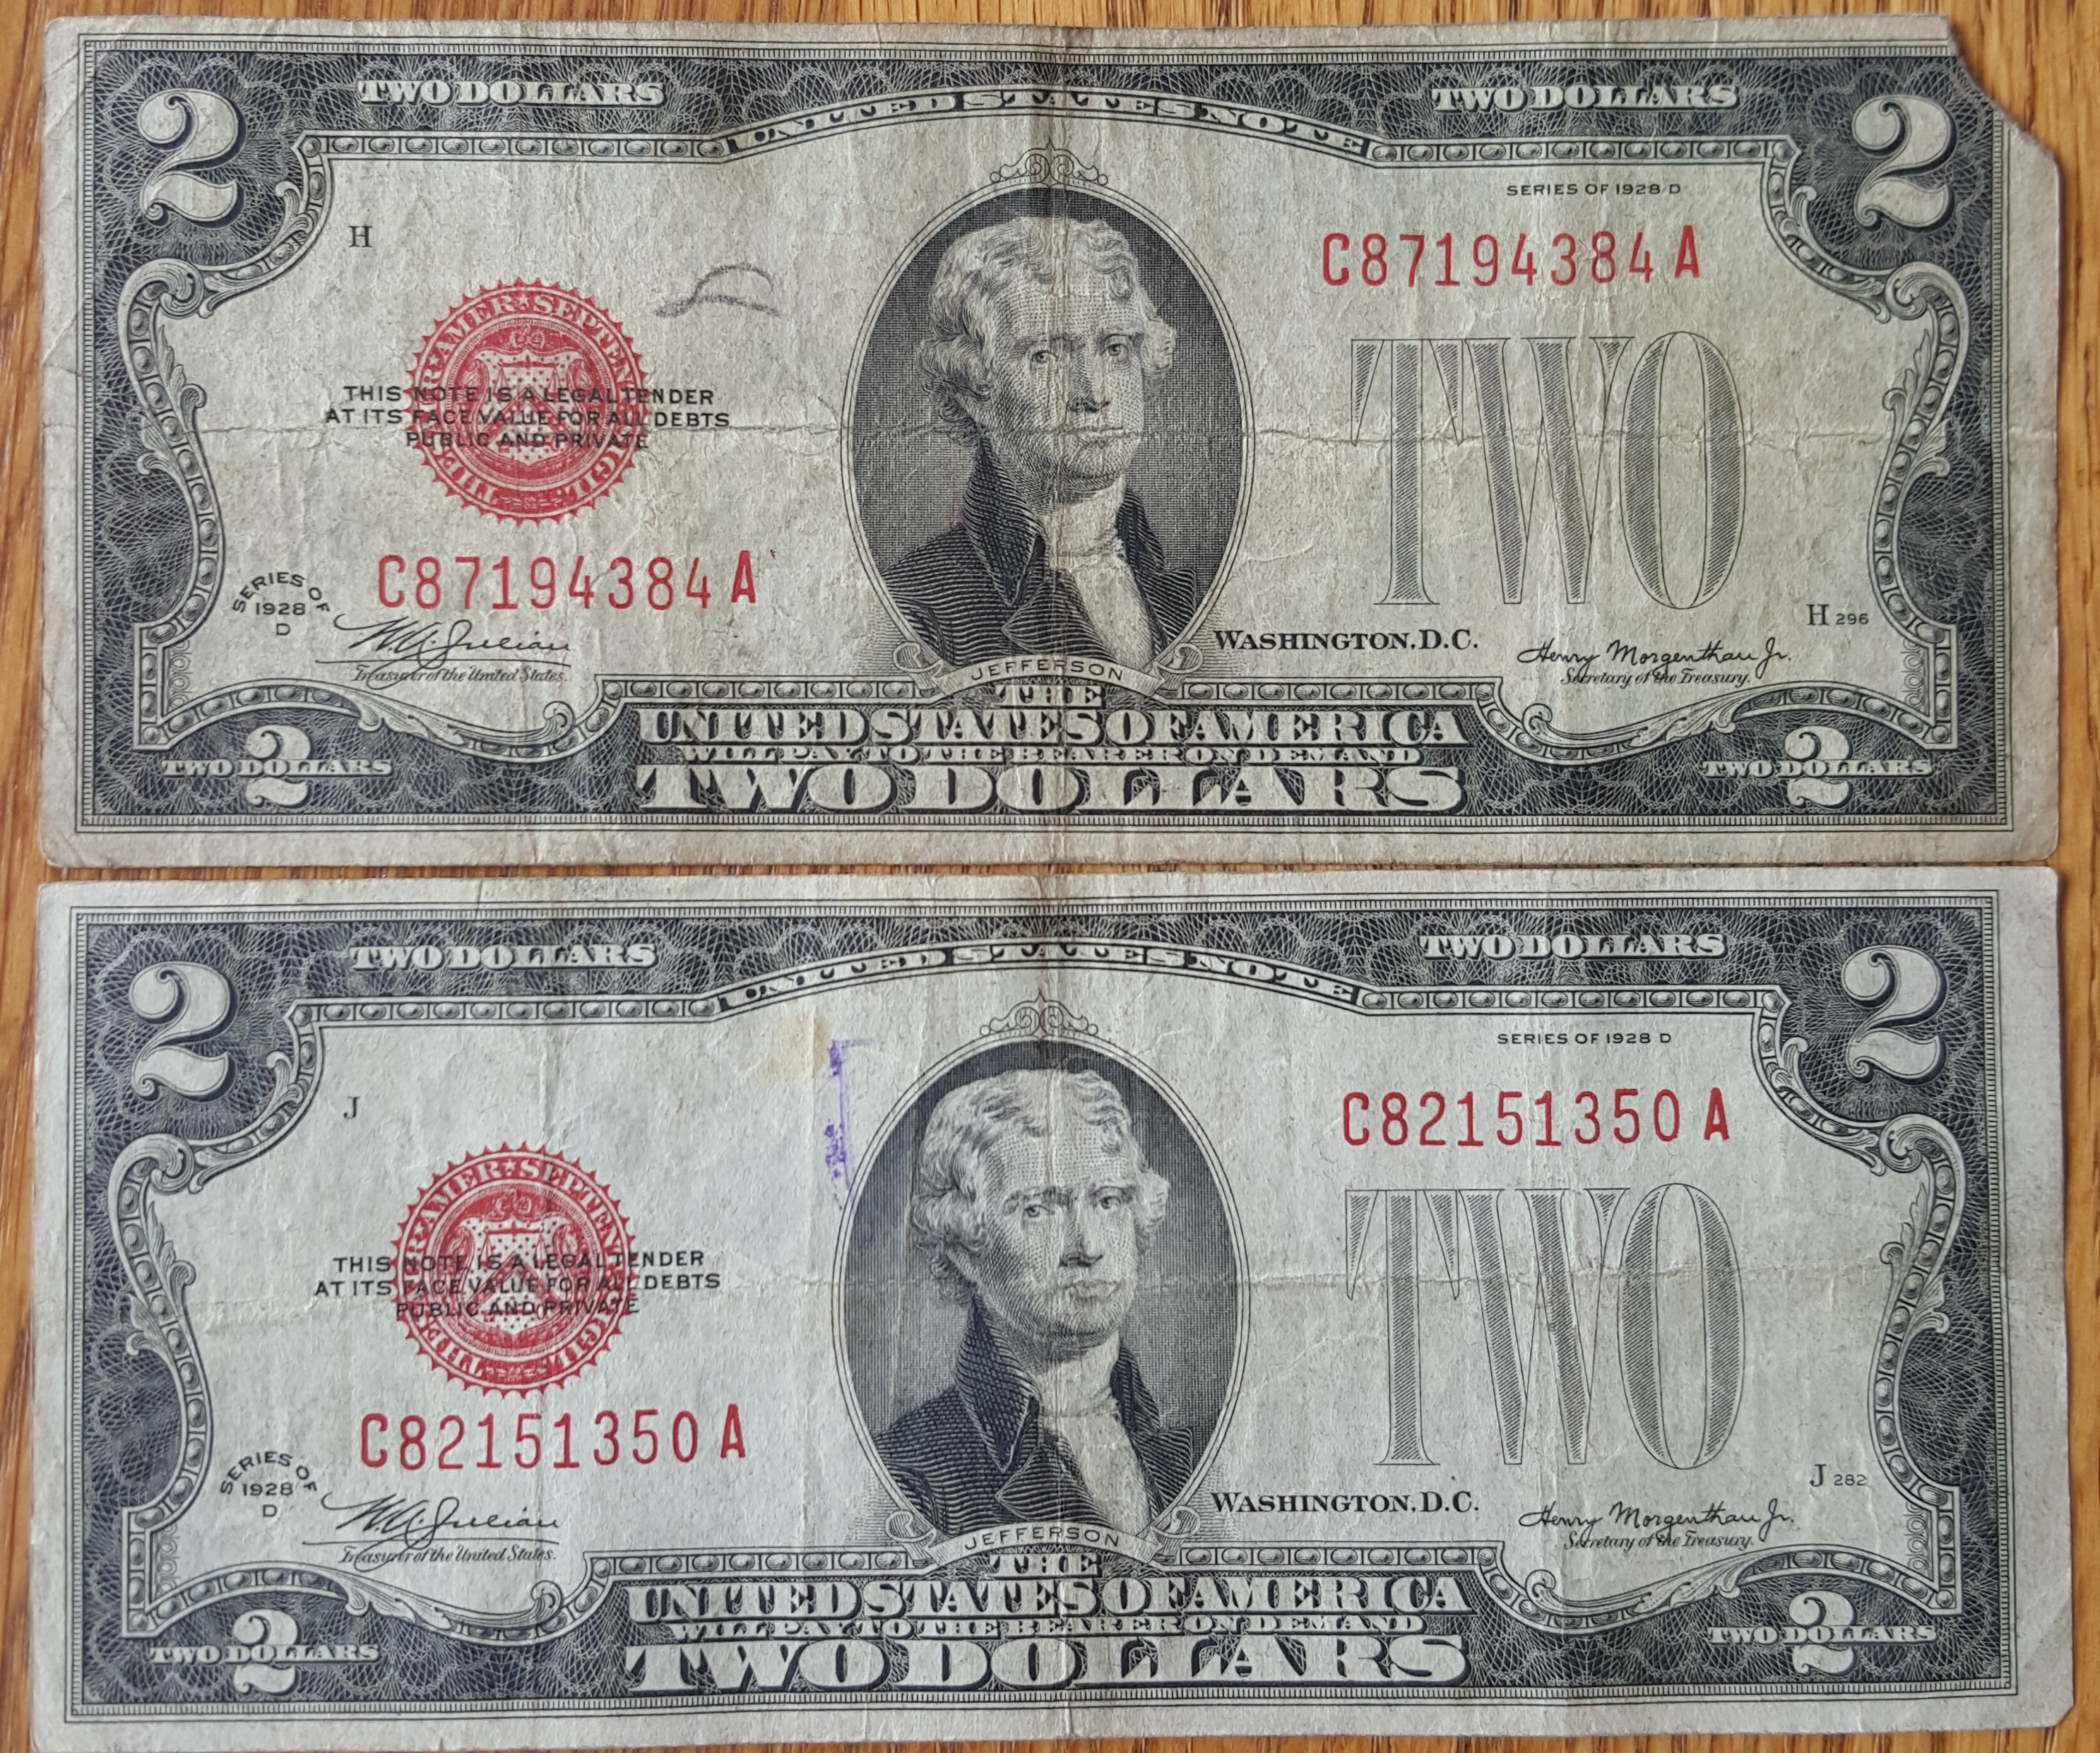 TWO DOLLARS
UNITED STATES NOTE
TWO DOLLARS
2
2
SERIES OF 1928 D
H
C87194384A
THIS NOTE IS A LEGAL TENDER
AT ITS FACE VALUE FOR ALL DEBTS
PUBLIC AND PRIVATE
TWO
C87194384A
SERIES OF
1928
D
W. A. Julian
Treasurer of the United States.
WASHINGTON, D.C.
H 296
Henry Morgenthau Jr.
Secretary of the Treasury.
JEFFERSON
THE
UNITED STATES OF AMERICA
WILL PAY TO THE BEARER ON DEMAND
TWO DOLLARS
2
TWO DOLLARS
2
TWO DOLLARS
TWO DOLLARS
UNITED STATES NOTE
TWO DOLLARS
2
2
SERIES OF 1928 D
J
C82151350A
THIS NOTE IS A LEGAL TENDER
AT ITS FACE VALUE FOR ALL DEBTS
PUBLIC AND PRIVATE
TWO
C82151350A
SERIES OF
1928
D
W. A. Julian
Treasurer of the United States.
WASHINGTON, D.C.
J 282
Henry Morgenthau Jr.
Secretary of the Treasury.
JEFFERSON
THE
UNITED STATES OF AMERICA
WILL PAY TO THE BEARER ON DEMAND
TWO DOLLARS
2
TWO DOLLARS
2
TWO DOLLARS